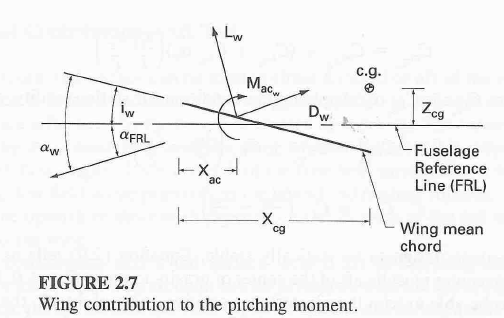 L_w
M_ac_w
c.g.
i_w
α_FRL
α_w
D_w
Z_cg
Fuselage
Reference
Line (FRL)
X_ac
X_cg
Wing mean
chord
FIGURE 2.7
Wing contribution to the pitching moment.